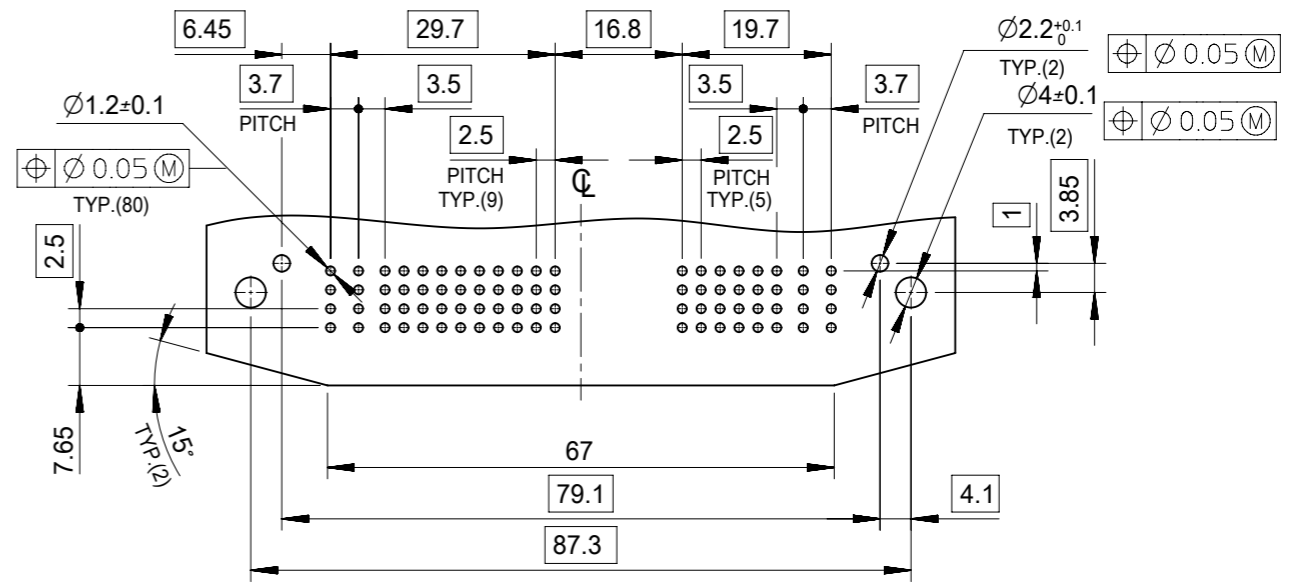 6.45
29.7
16.8
19.7
Ø2.2 +0.1 0
⌖ Ø 0.05 Ⓜ
TYP.(2)
3.7
PITCH
3.5
3.5
3.7
PITCH
Ø4±0.1
⌖ Ø 0.05 Ⓜ
TYP.(2)
Ø1.2±0.1
⌖ Ø 0.05 Ⓜ
TYP.(80)
2.5
PITCH
TYP.(9)
℄
2.5
PITCH
TYP.(5)
1
3.85
2.5
7.65
15°
TYP.(2)
67
79.1
4.1
87.3